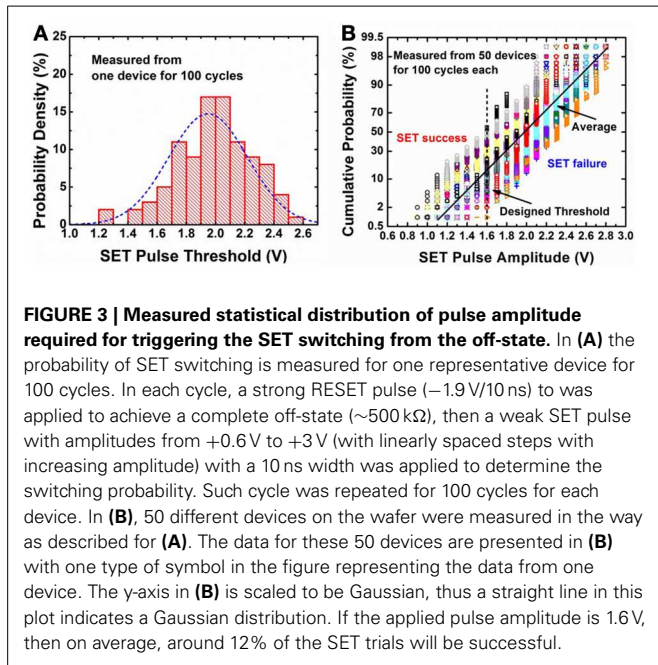 A
Measured from
one device for 100 cycles
Probability Density (%)
25
20
15
10
5
0
1.0 1.2 1.4 1.6 1.8 2.0 2.2 2.4 2.6
SET Pulse Threshold (V)
B
Measured from 50 devices
for 100 cycles each
Average
SET success
SET failure
Designed Threshold
Cumulative Probability (%)
99.5
98
90
70
50
30
10
2
0.5
0.6 0.8 1.0 1.2 1.4 1.6 1.8 2.0 2.2 2.4 2.6 2.8 3.0
SET Pulse Amplitude (V)
FIGURE 3 | Measured statistical distribution of pulse amplitude
required for triggering the SET switching from the off-state. In (A) the
probability of SET switching is measured for one representative device for
100 cycles. In each cycle, a strong RESET pulse (−1.9 V/10 ns) to was
applied to achieve a complete off-state (∼500 kΩ), then a weak SET pulse
with amplitudes from +0.6 V to +3 V (with linearly spaced steps with
increasing amplitude) with a 10 ns width was applied to determine the
switching probability. Such cycle was repeated for 100 cycles for each
device. In (B), 50 different devices on the wafer were measured in the way
as described for (A). The data for these 50 devices are presented in (B)
with one type of symbol in the figure representing the data from one
device. The y-axis in (B) is scaled to be Gaussian, thus a straight line in this
plot indicates a Gaussian distribution. If the applied pulse amplitude is 1.6 V,
then on average, around 12% of the SET trials will be successful.